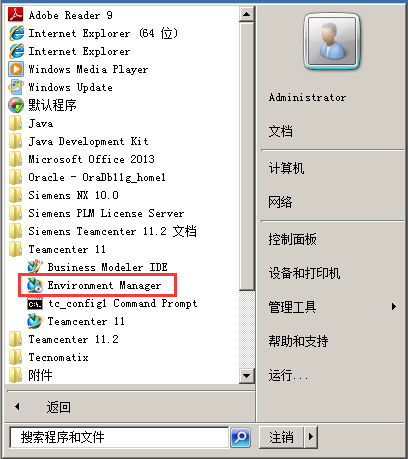 Adobe Reader 9
Internet Explorer (64 位)
Internet Explorer
Windows Media Player
Windows Update
默认程序
Java
Java Development Kit
Microsoft Office 2013
Oracle - OraDb11g_home1
Siemens NX 10.0
Siemens PLM License Server
Siemens Teamcenter 11.2 文档
Teamcenter 11
Business Modeler IDE
Environment Manager
C:\.
tc_config1 Command Prompt
Teamcenter 11
Teamcenter 11.2
Tecnomatix
附件
返回
搜索程序和文件
Administrator
文档
计算机
网络
控制面板
设备和打印机
管理工具
帮助和支持
运行...
注销